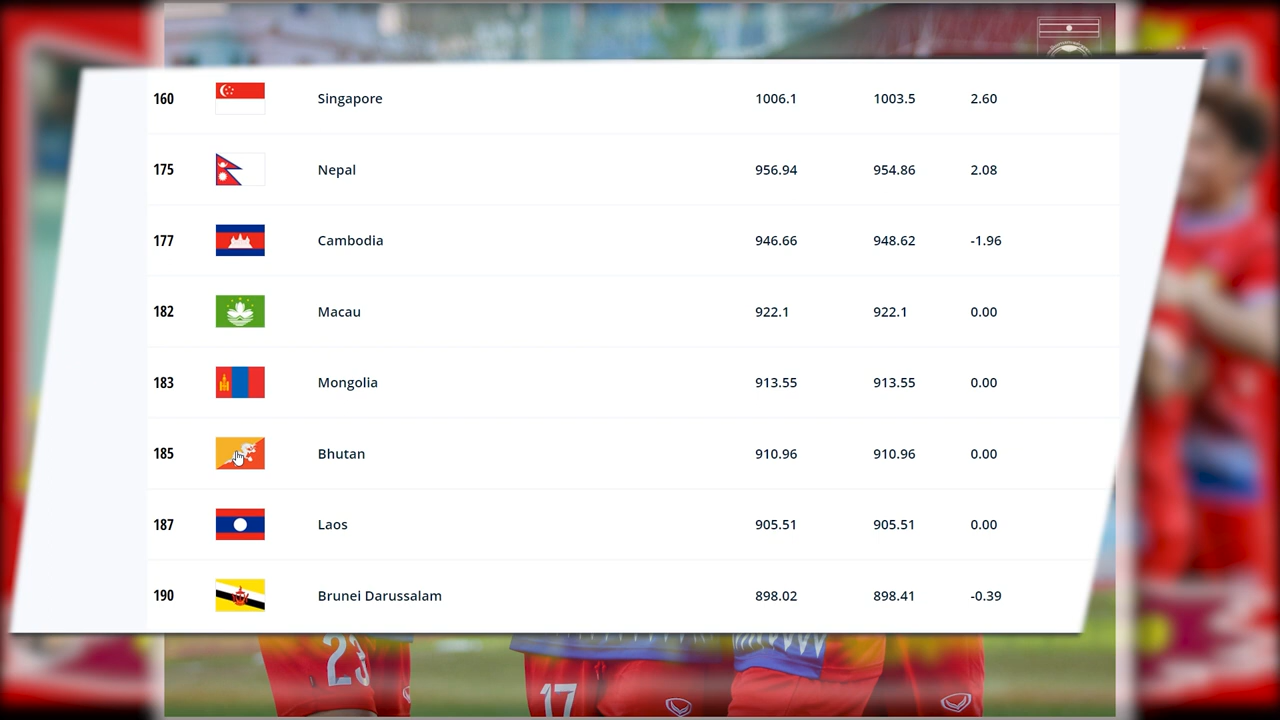 160 Singapore 1006.1 1003.5 2.60
175 Nepal 956.94 954.86 2.08
177 Cambodia 946.66 948.62 -1.96
182 Macau 922.1 922.1 0.00
183 Mongolia 913.55 913.55 0.00
185 Bhutan 910.96 910.96 0.00
187 Laos 905.51 905.51 0.00
190 Brunei Darussalam 898.02 898.41 -0.39
23
17